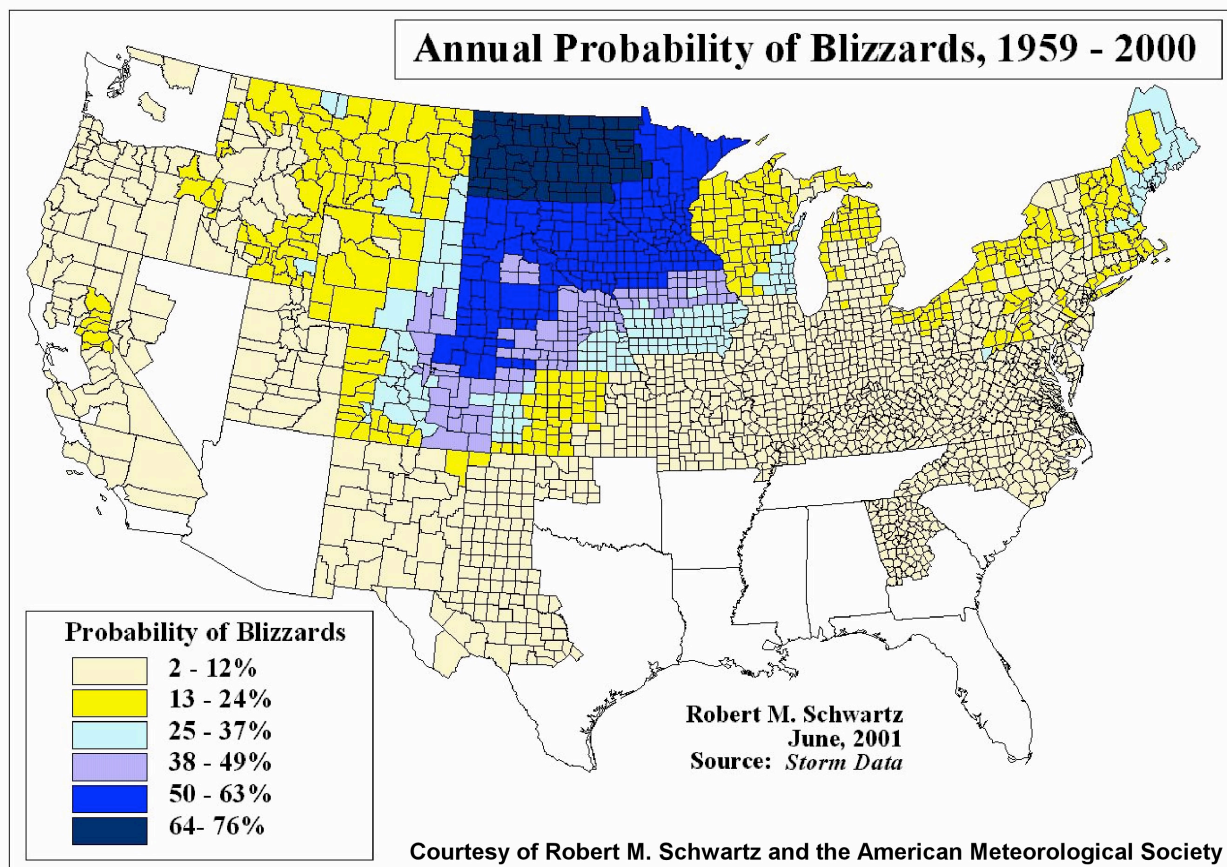 Annual Probability of Blizzards, 1959 - 2000
Probability of Blizzards
2 - 12%
13 - 24%
25 - 37%
38 - 49%
50 - 63%
64- 76%
Robert M. Schwartz
June, 2001
Source: Storm Data
Courtesy of Robert M. Schwartz and the American Meteorological Society